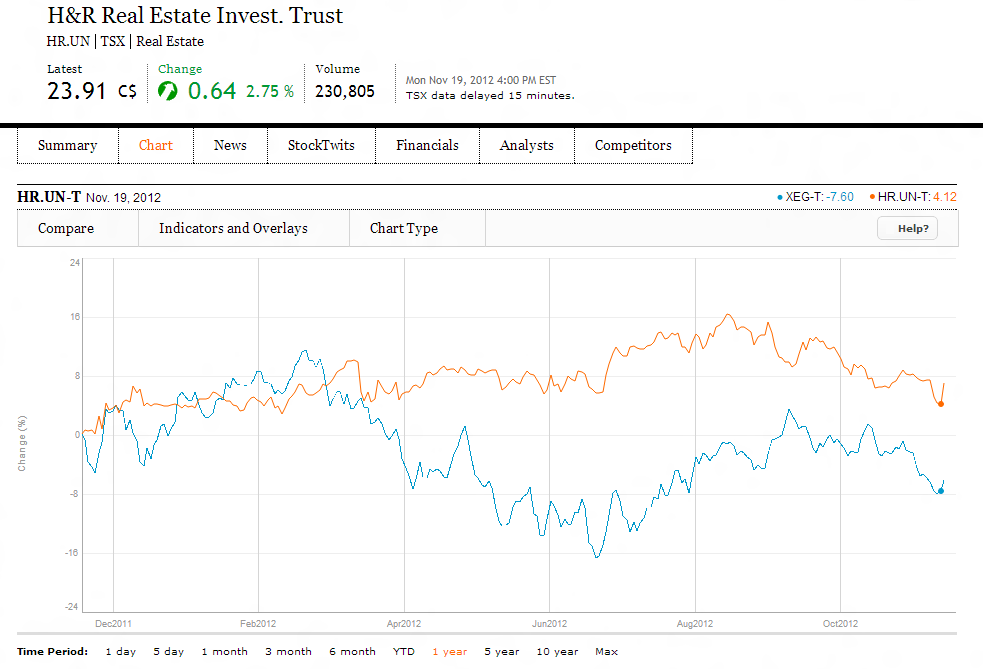 H&R Real Estate Invest. Trust
HR.UN | TSX | Real Estate
Latest Change Volume
23.91 C$ 0.64 2.75 % 230,805
Mon Nov 19, 2012 4:00 PM EST
TSX data delayed 15 minutes.
Summary Chart News StockTwits Financials Analysts Competitors
HR.UN-T Nov. 19, 2012 XEG-T: -7.60 HR.UN-T: 4.12
Compare Indicators and Overlays Chart Type Help?
24
16
8
0
-8
-16
-24
Change (%)
Dec2011 Feb2012 Apr2012 Jun2012 Aug2012 Oct2012
Time Period: 1 day 5 day 1 month 3 month 6 month YTD 1 year 5 year 10 year Max